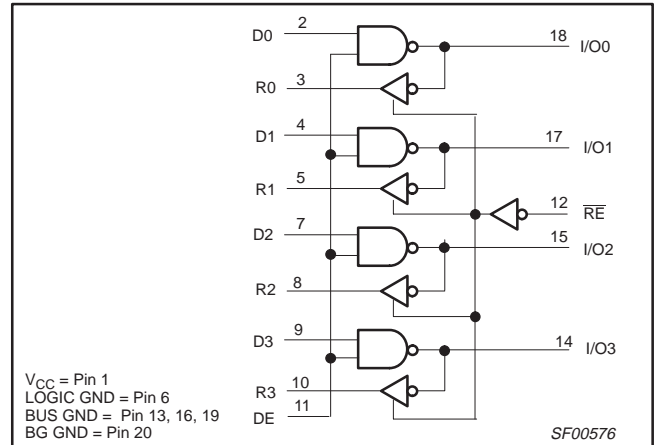 D0 2 18 I/O0
R0 3
D1 4 17 I/O1
R1 5
12 RE
D2 7 15 I/O2
R2 8
D3 9 14 I/O3
R3 10
DE 11
VCC = Pin 1
LOGIC GND = Pin 6
BUS GND = Pin 13, 16, 19
BG GND = Pin 20
SF00576